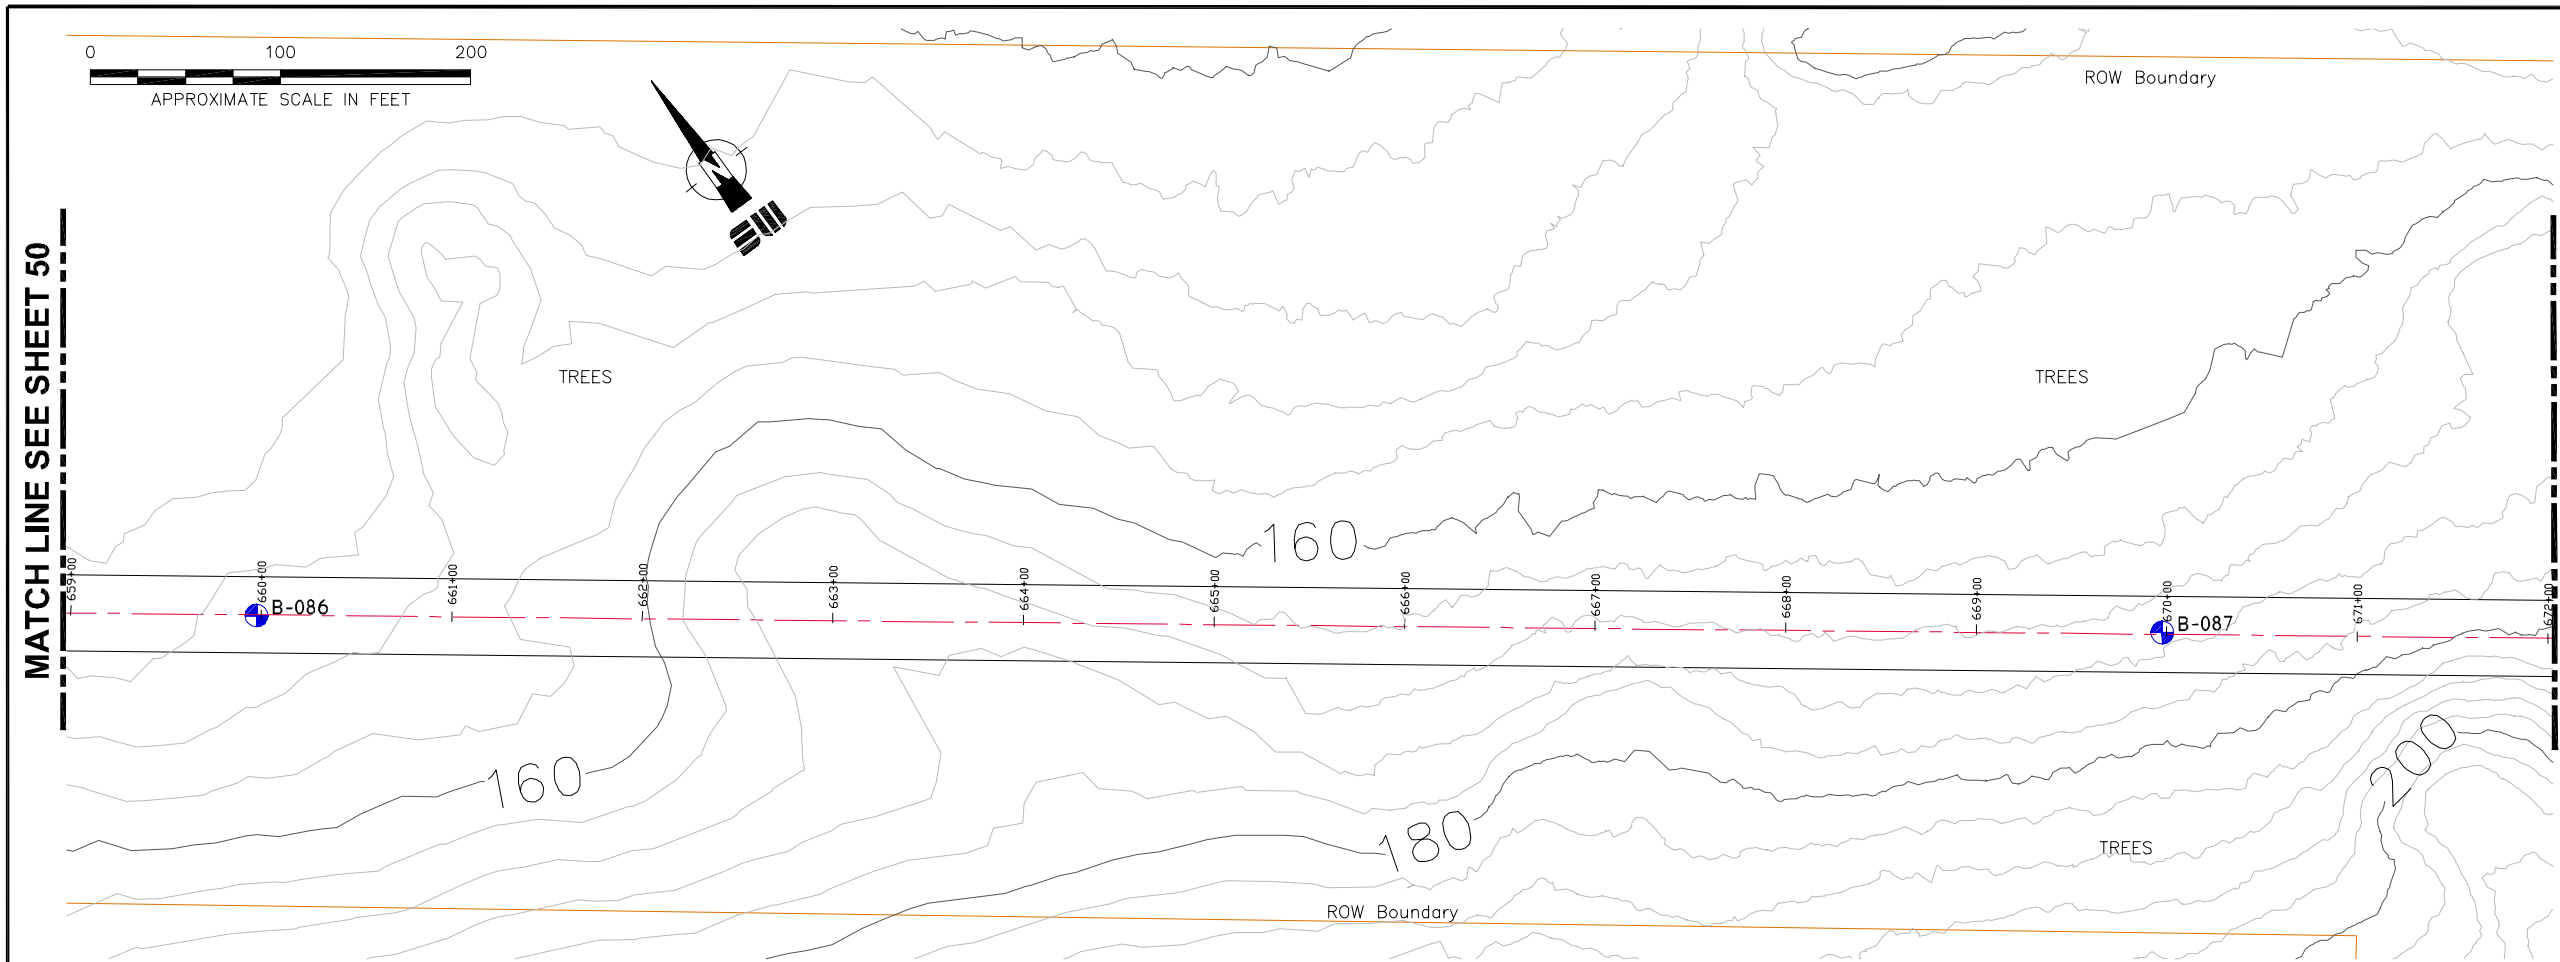 0 100 200
APPROXIMATE SCALE IN FEET
ROW Boundary
MATCH LINE SEE SHEET 50
TREES
TREES
160
659+00
660+00
661+00
662+00
663+00
664+00
665+00
666+00
667+00
668+00
669+00
670+00
671+00
672+00
B-086
B-087
160
180
200
TREES
ROW Boundary